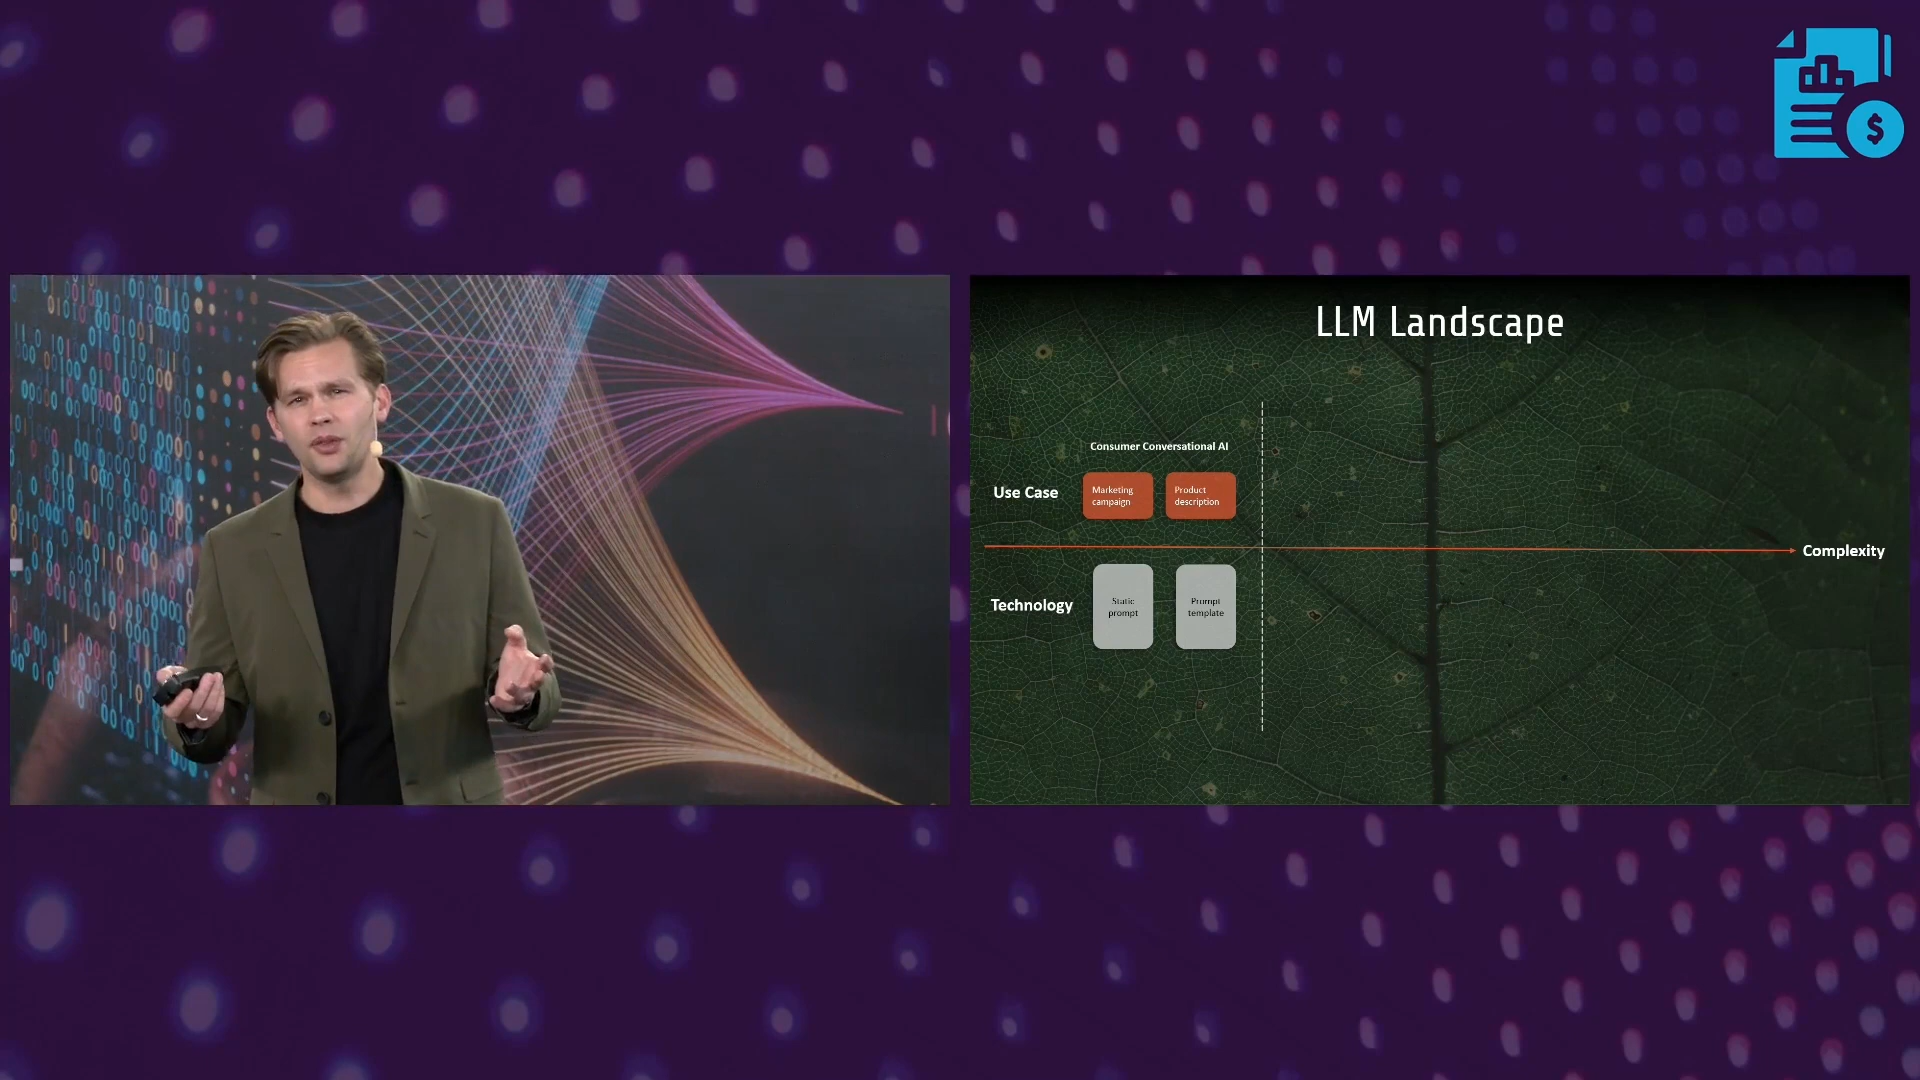 LLM Landscape
Consumer Conversational AI
Use Case
Marketing
campaign
Product
description
Complexity
Technology
Static
prompt
Prompt
template
$